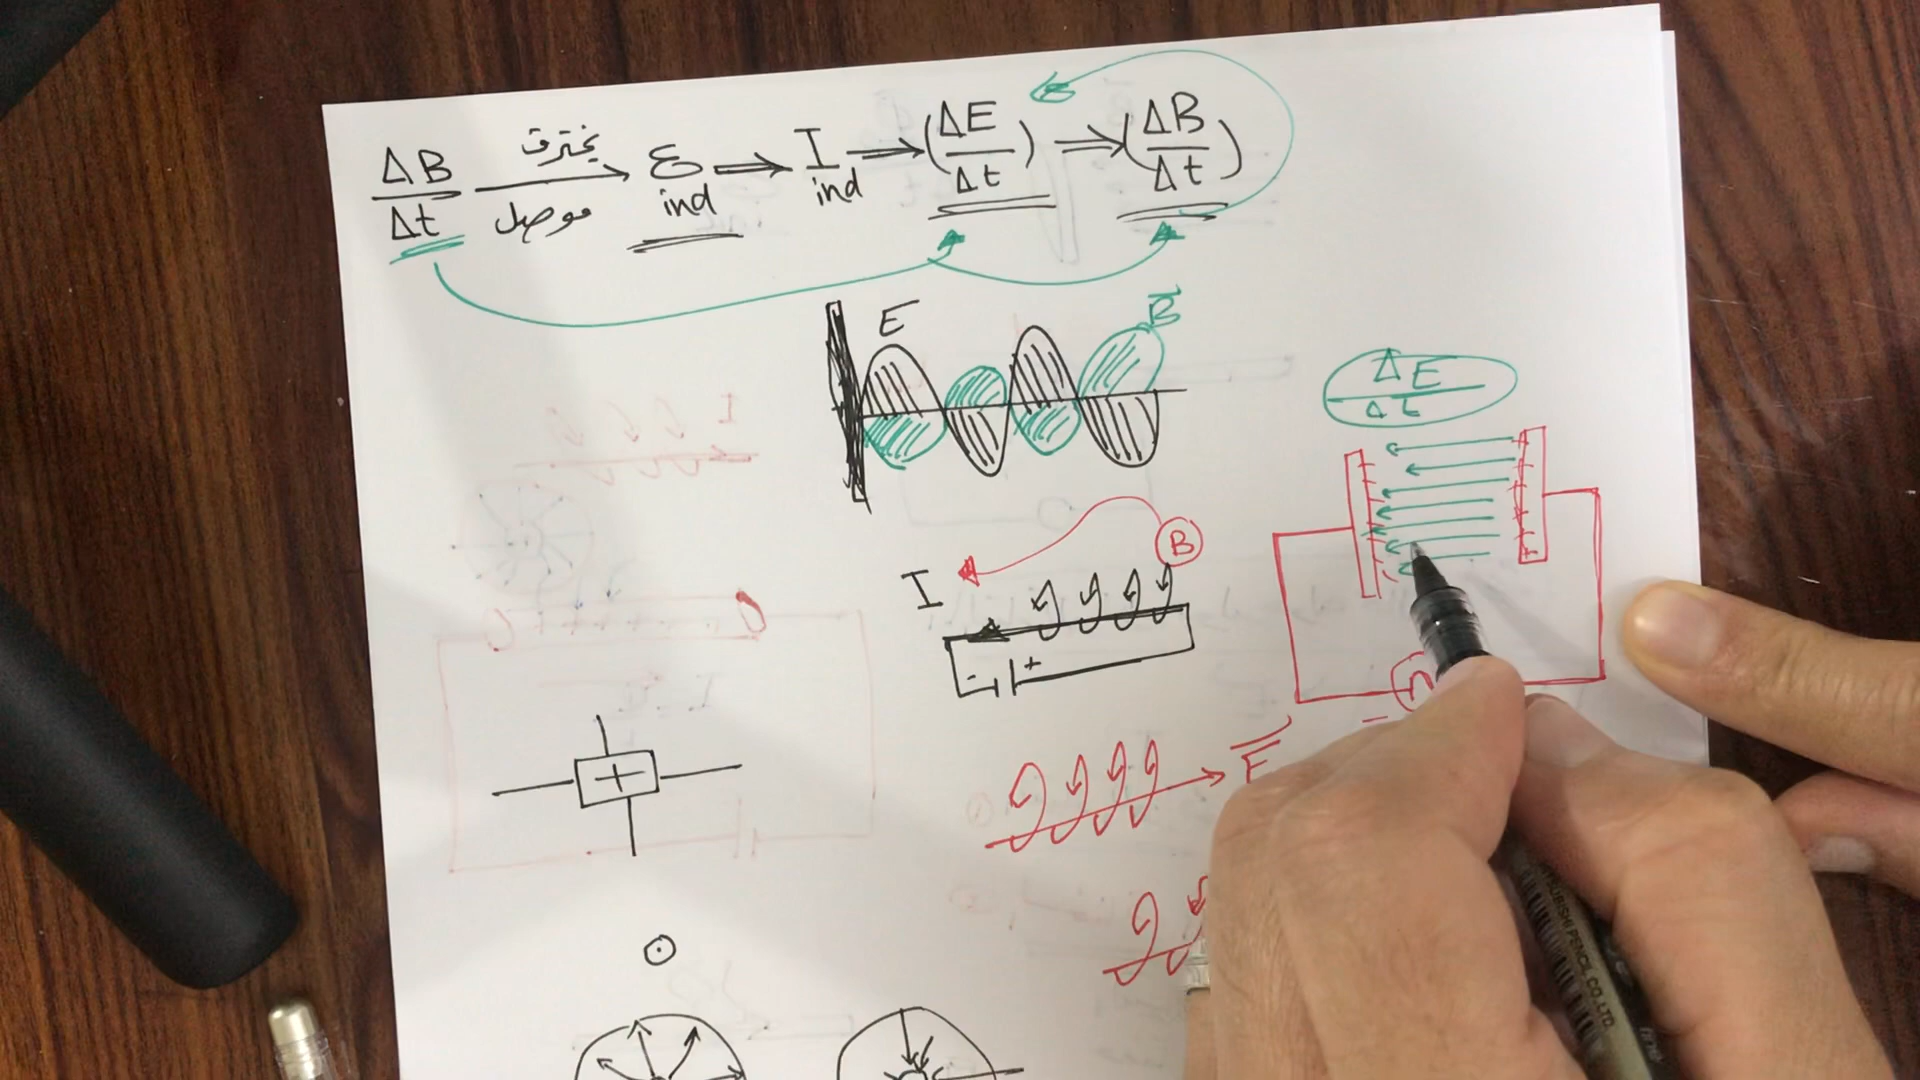 ΔB/Δt يخترق موصل → ε ind ⇒ I ind ⇒ (ΔE/Δt) ⇒ (ΔB/Δt)
E
B
ΔE/Δt
B
I
- +
+
E